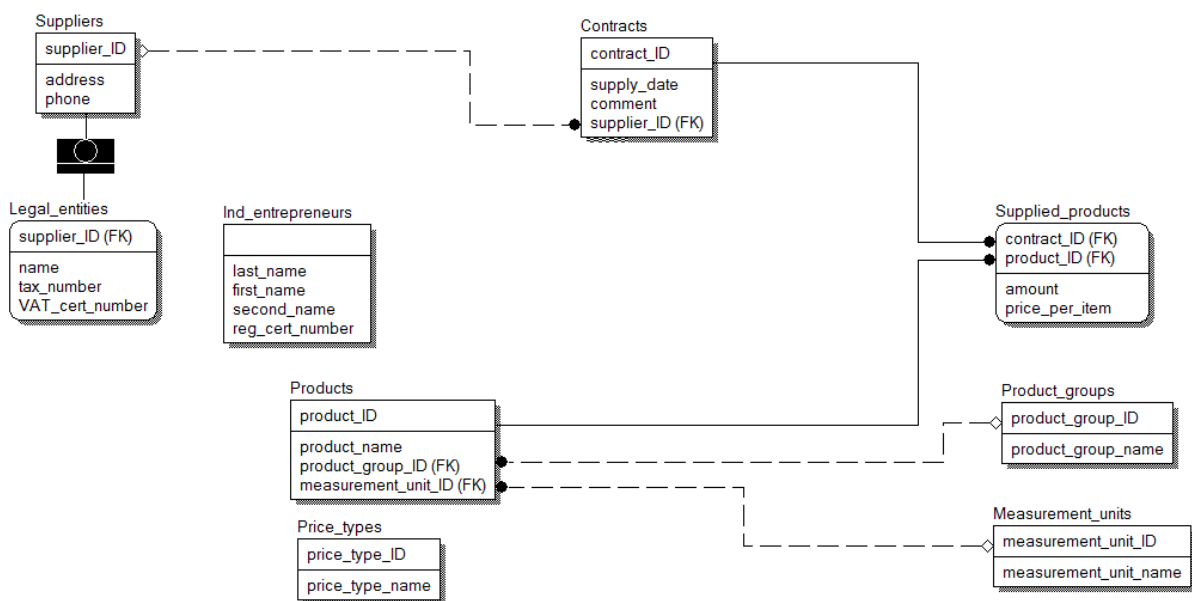 Suppliers
supplier_ID
address
phone
Contracts
contract_ID
supply_date
comment
supplier_ID (FK)
Legal_entities
supplier_ID (FK)
name
tax_number
VAT_cert_number
Ind_entrepreneurs
last_name
first_name
second_name
reg_cert_number
Supplied_products
contract_ID (FK)
product_ID (FK)
amount
price_per_item
Products
product_ID
product_name
product_group_ID (FK)
measurement_unit_ID (FK)
Product_groups
product_group_ID
product_group_name
Price_types
price_type_ID
price_type_name
Measurement_units
measurement_unit_ID
measurement_unit_name